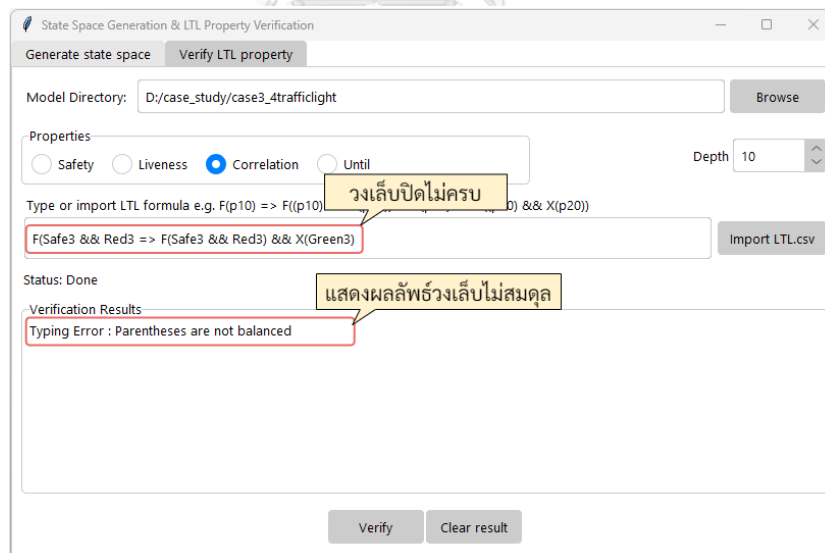 State Space Generation & LTL Property Verification
Generate state space Verify LTL property
Model Directory: D:/case_study/case3_4trafficlight Browse
Properties
Safety Liveness Correlation Until Depth 10
วงเล็บปิดไม่ครบ
Type or import LTL formula e.g. F(p10) => F((p10) 0) && X(p20))
F(Safe3 && Red3 => F(Safe3 && Red3) && X(Green3) Import LTL.csv
Status: Done
แสดงผลลัพธ์วงเล็บไม่สมดุล
Verification Results
Typing Error : Parentheses are not balanced
Verify Clear result